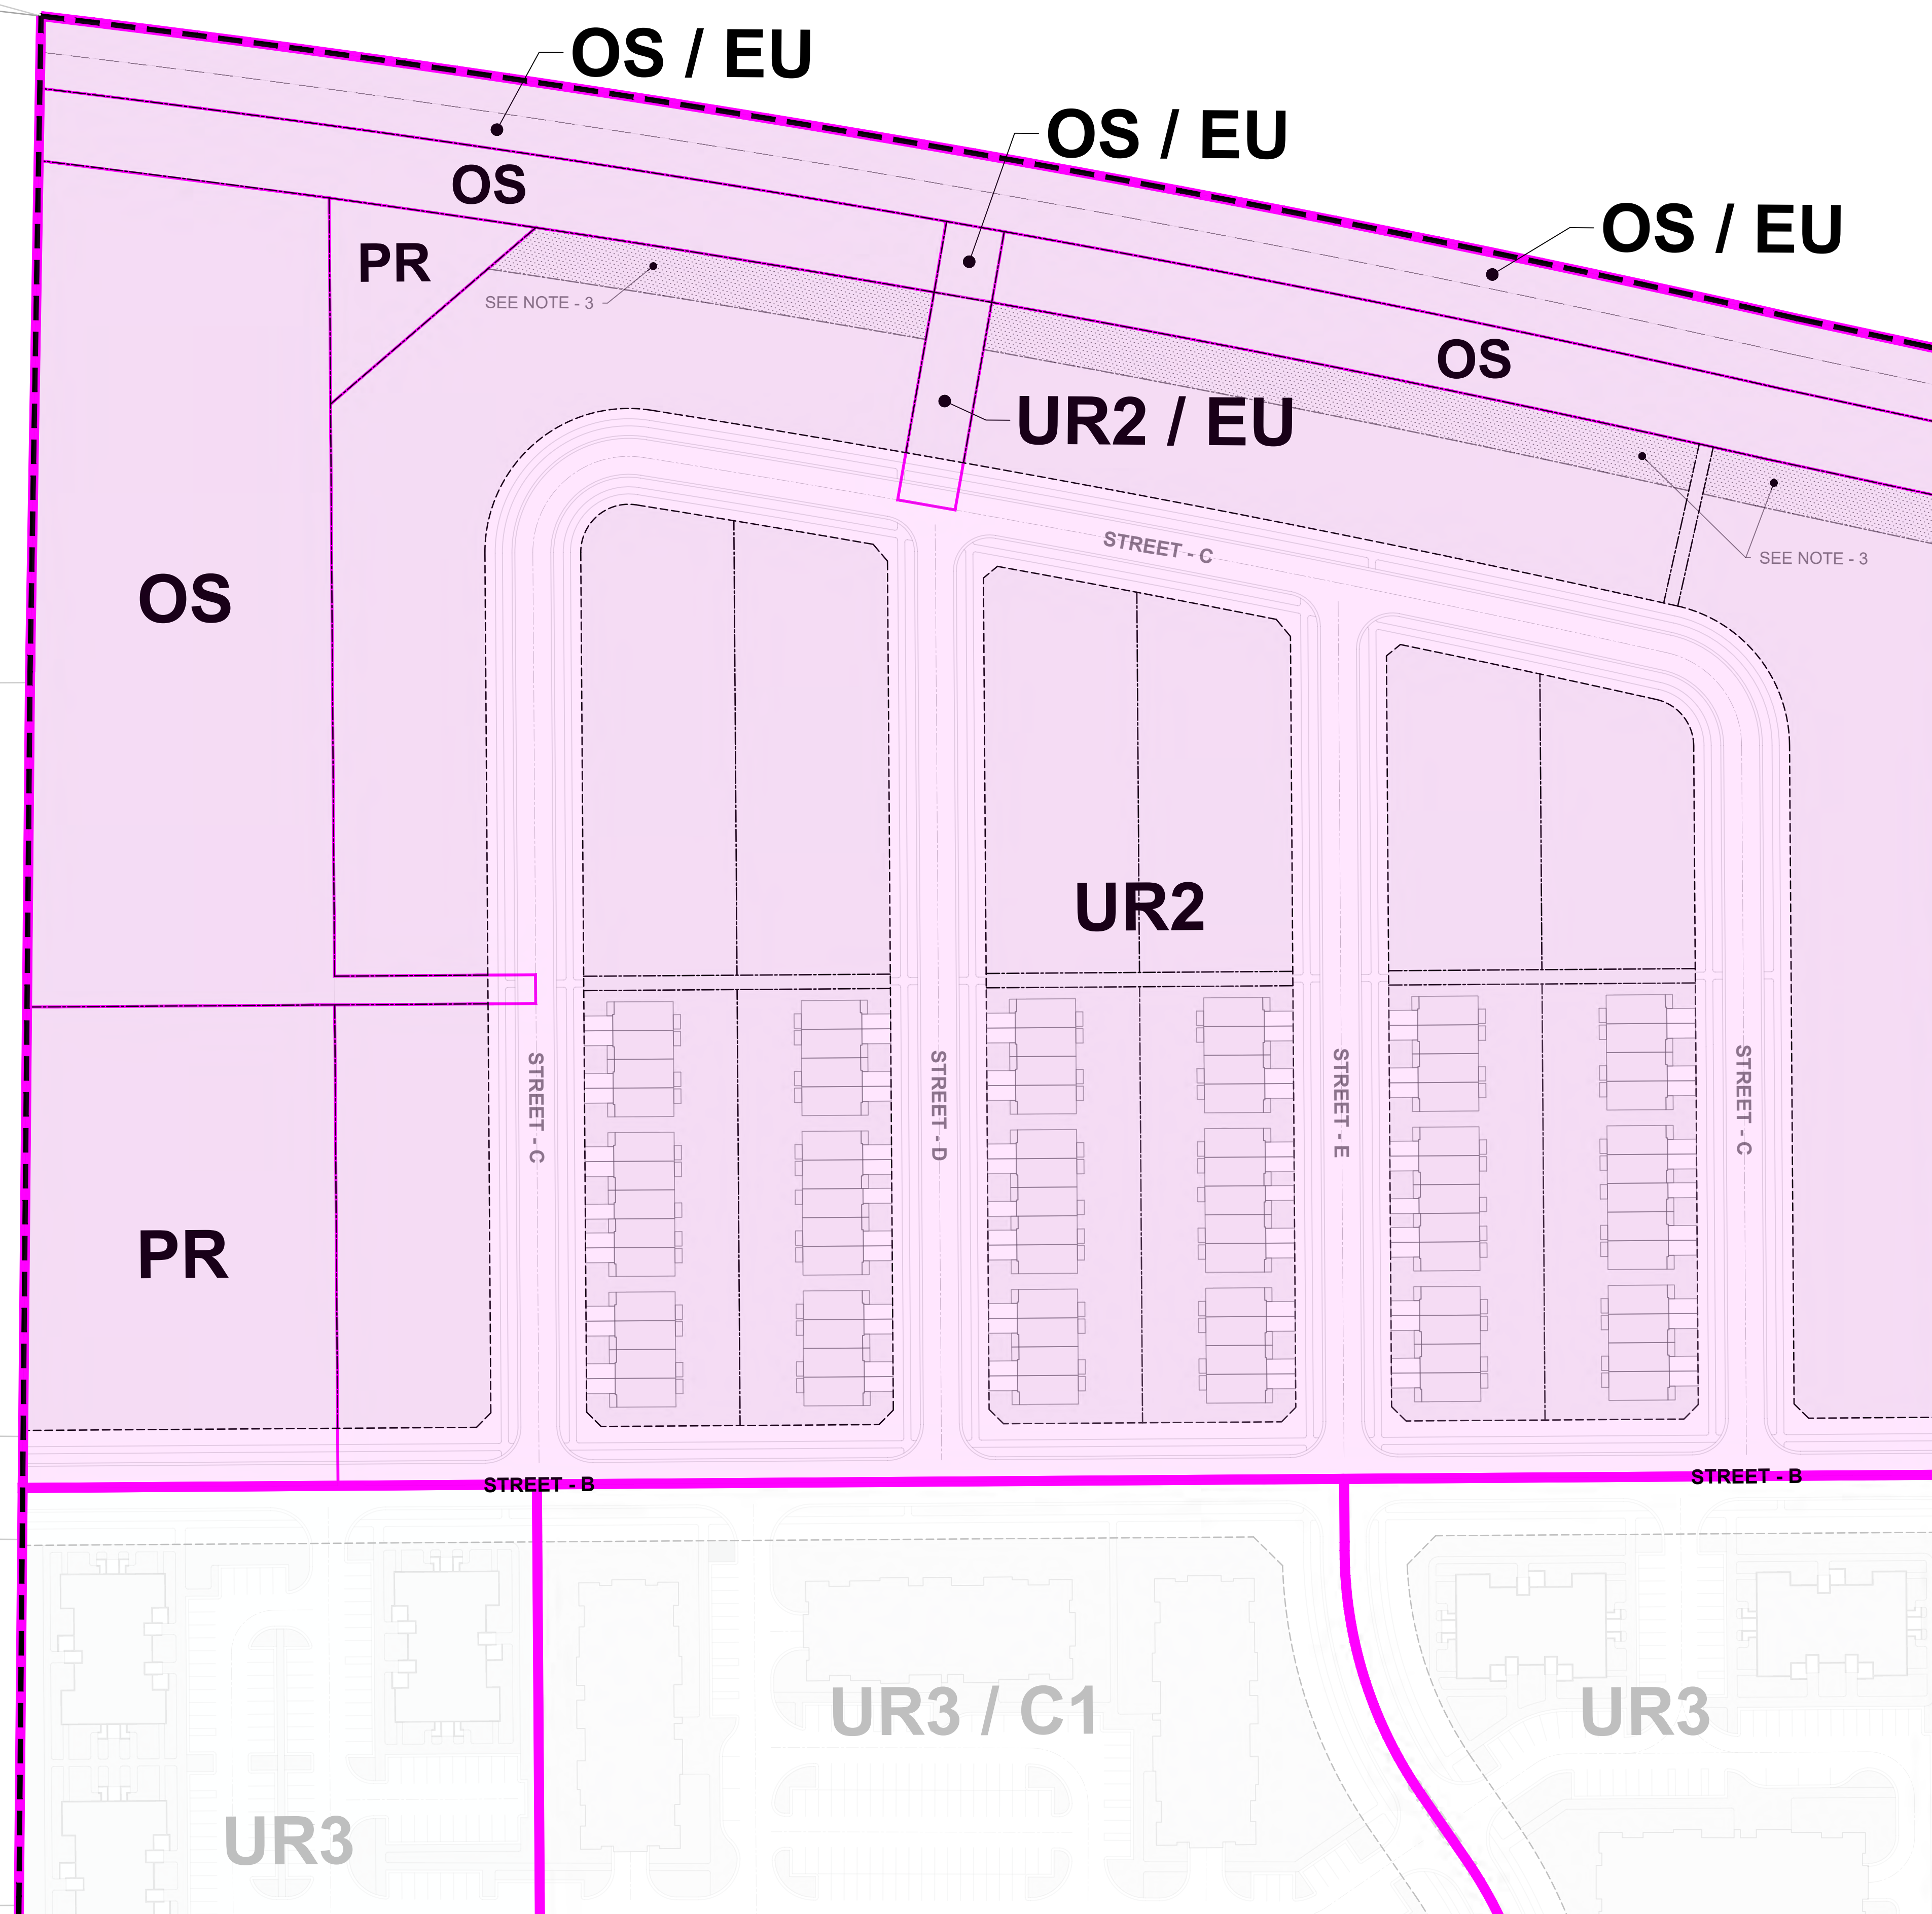 OS / EU
OS / EU
OS
OS / EU
PR
SEE NOTE - 3
OS
UR2 / EU
STREET - C
SEE NOTE - 3
OS
UR2
STREET - C
STREET - D
STREET - E
STREET - C
PR
STREET - B
STREET - B
UR3 / C1
UR3
UR3